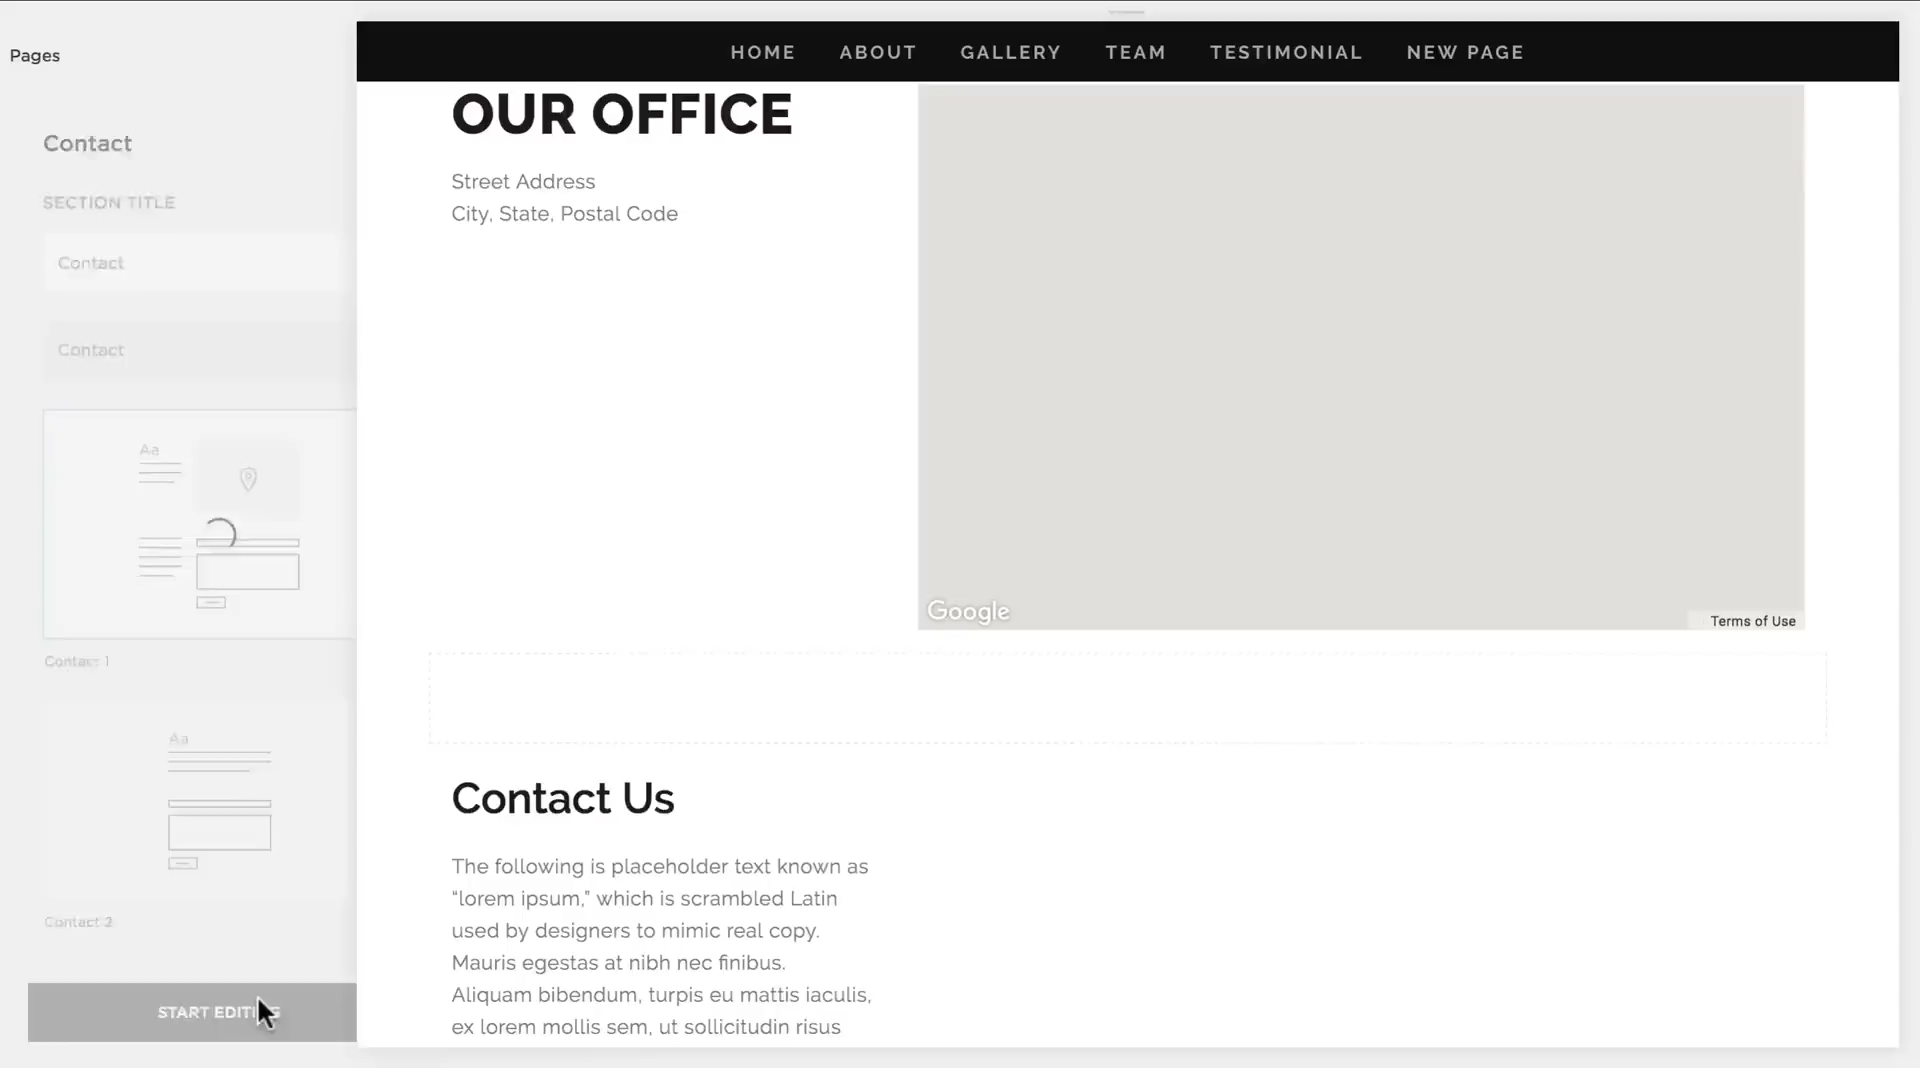 Pages
Contact
SECTION TITLE
Contact
Contact
Aa
Contact 1
Aa
Contact 2
START EDITING
HOME ABOUT GALLERY TEAM TESTIMONIAL NEW PAGE
OUR OFFICE
Street Address
City, State, Postal Code
Google
Terms of Use
Contact Us
The following is placeholder text known as
“lorem ipsum,” which is scrambled Latin
used by designers to mimic real copy.
Mauris egestas at nibh nec finibus.
Aliquam bibendum, turpis eu mattis iaculis,
ex lorem mollis sem, ut sollicitudin risus